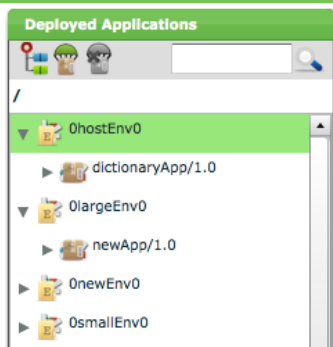 Deployed Applications
/
0hostEnv0
dictionaryApp/1.0
0largeEnv0
newApp/1.0
0newEnv0
0smallEnv0